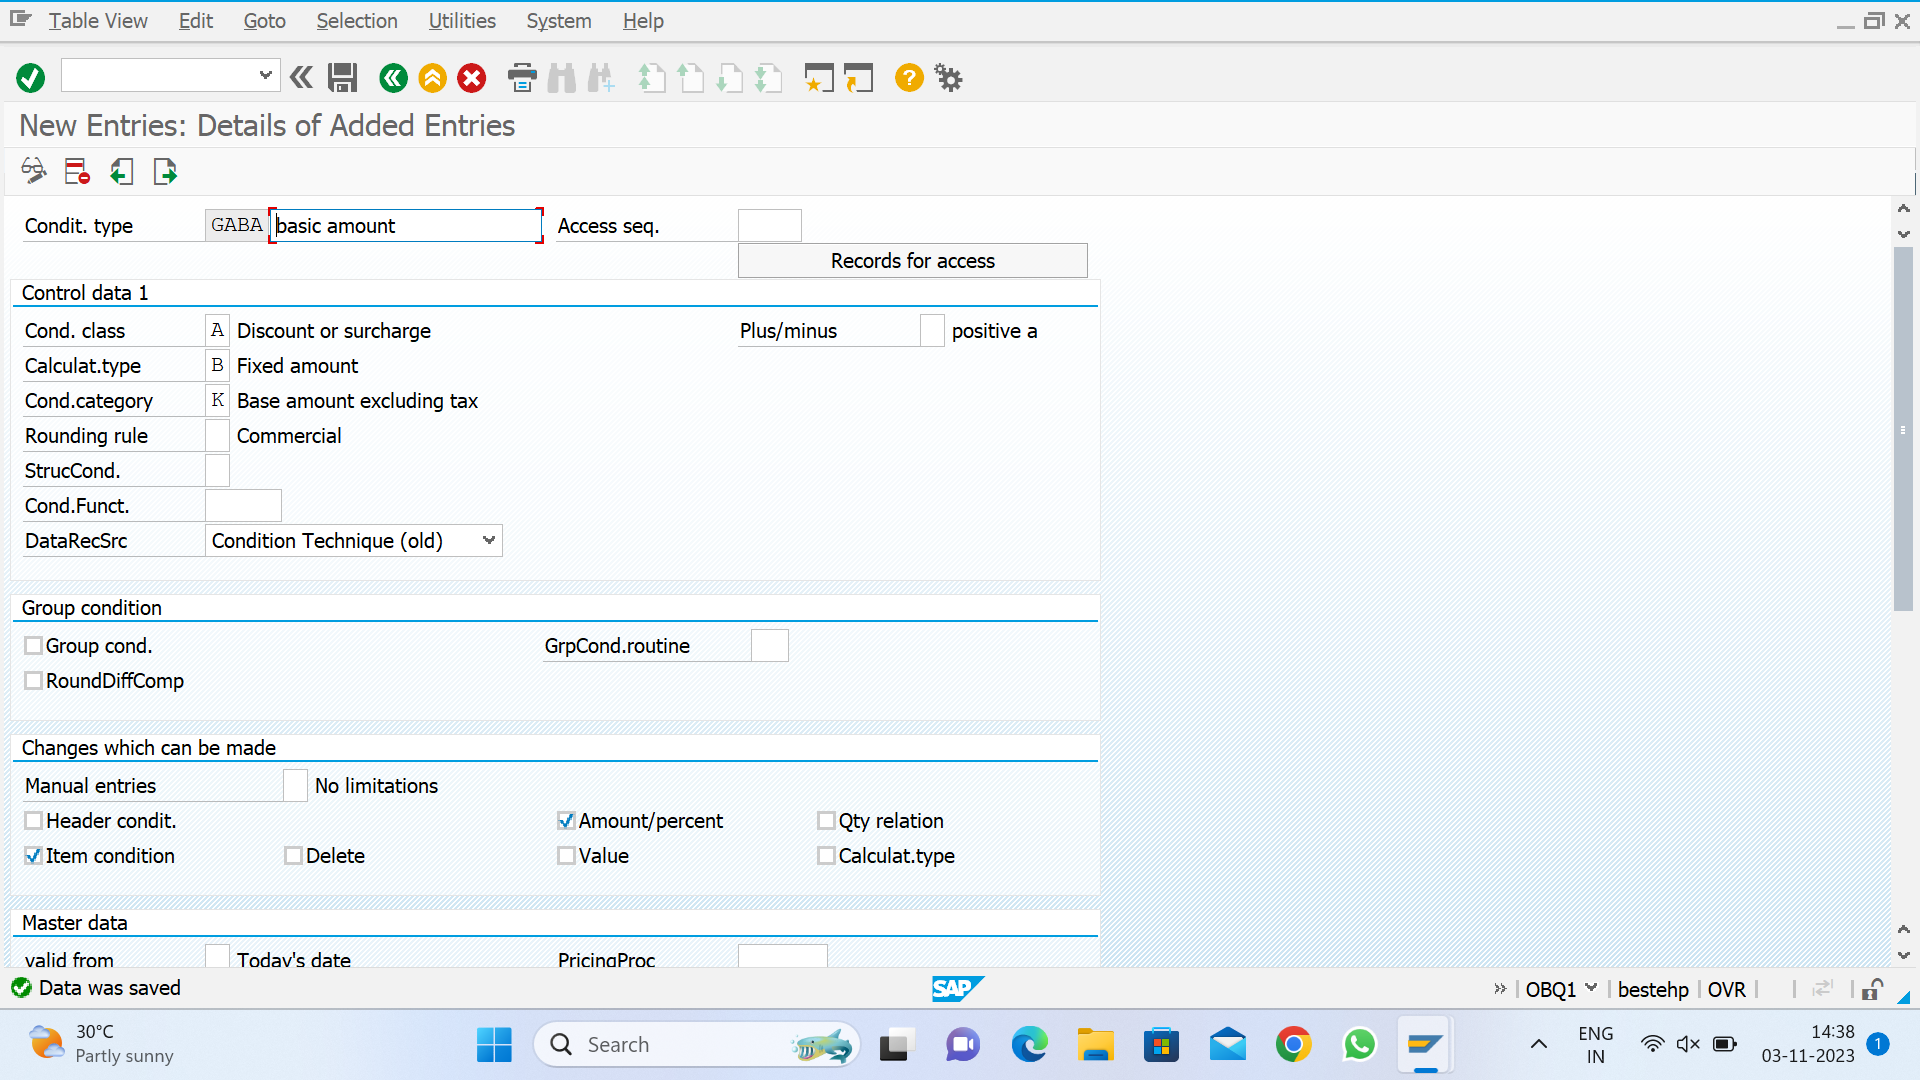 Table View Edit Goto Selection Utilities System Help
New Entries: Details of Added Entries
Condit. type GABA basic amount Access seq.
Records for access
Control data 1
Cond. class A Discount or surcharge Plus/minus positive a
Calculat.type B Fixed amount
Cond.category K Base amount excluding tax
Rounding rule Commercial
StrucCond.
Cond.Funct.
DataRecSrc Condition Technique (old)
Group condition
Group cond. GrpCond.routine
RoundDiffComp
Changes which can be made
Manual entries No limitations
Header condit. Amount/percent Qty relation
Item condition Delete Value Calculat.type
Master data
valid from Today's date PricingProc
Data was saved SAP OBQ1 bestehp OVR
30°C
Partly sunny
Search
ENG
IN
14:38
03-11-2023
1